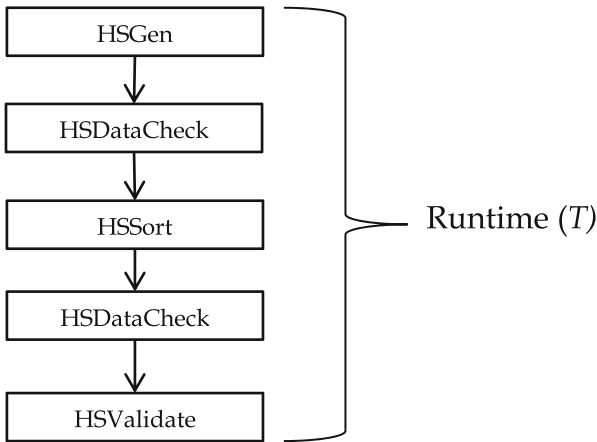 HSGen
HSDataCheck
HSSort
Runtime (T)
HSDataCheck
HSValidate